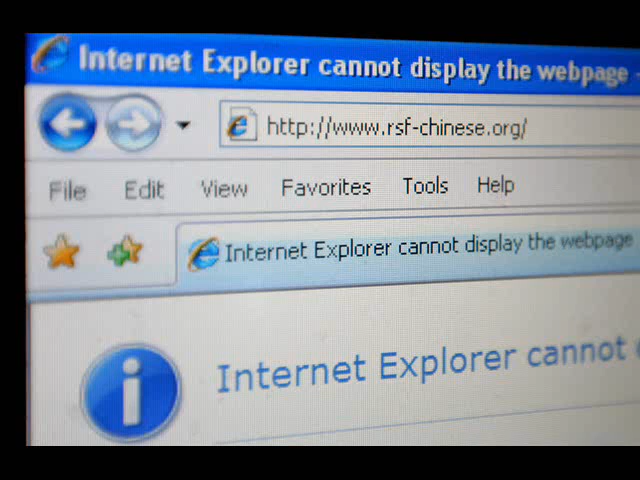 Internet Explorer cannot display the webpage -
http://www.rsf-chinese.org/
File Edit View Favorites Tools Help
Internet Explorer cannot display the webpage
Internet Explorer cannot